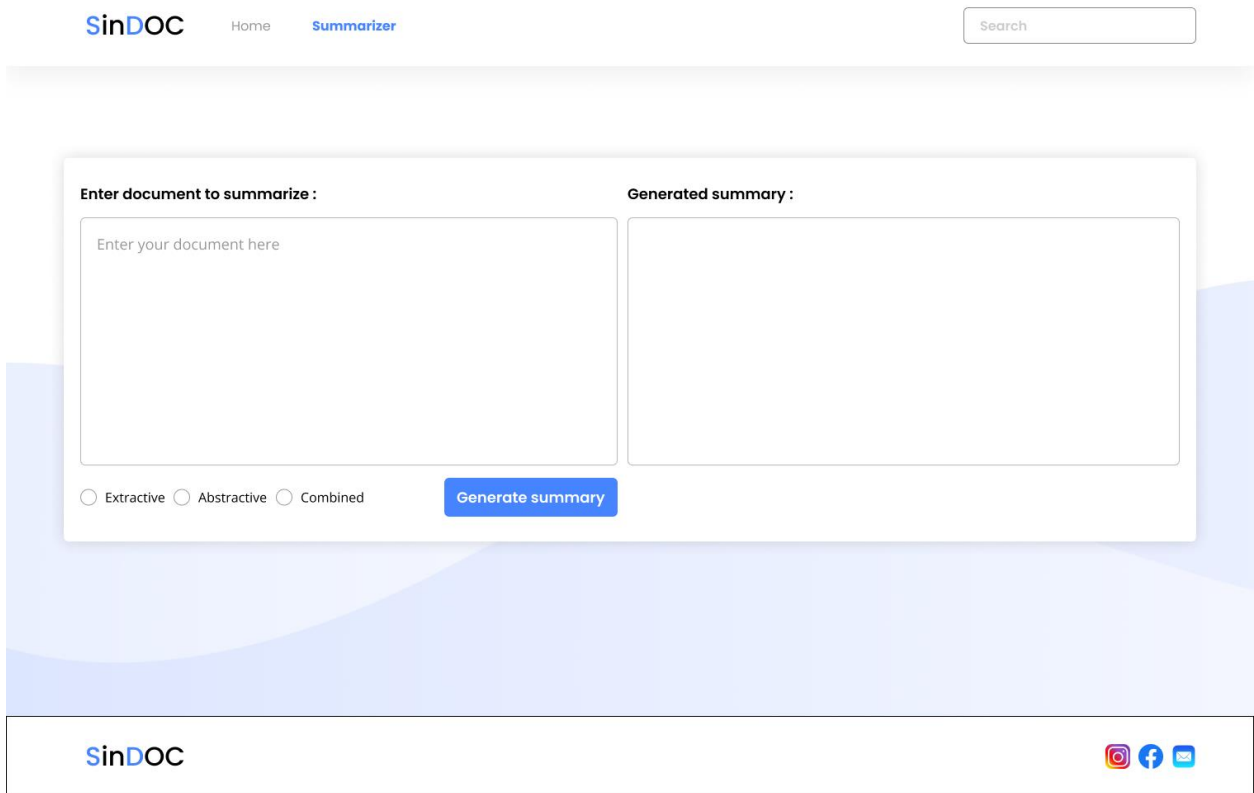 SinDOC Home Summarizer Search
Enter document to summarize :
Generated summary :
Enter your document here
Extractive Abstractive Combined Generate summary
SinDOC